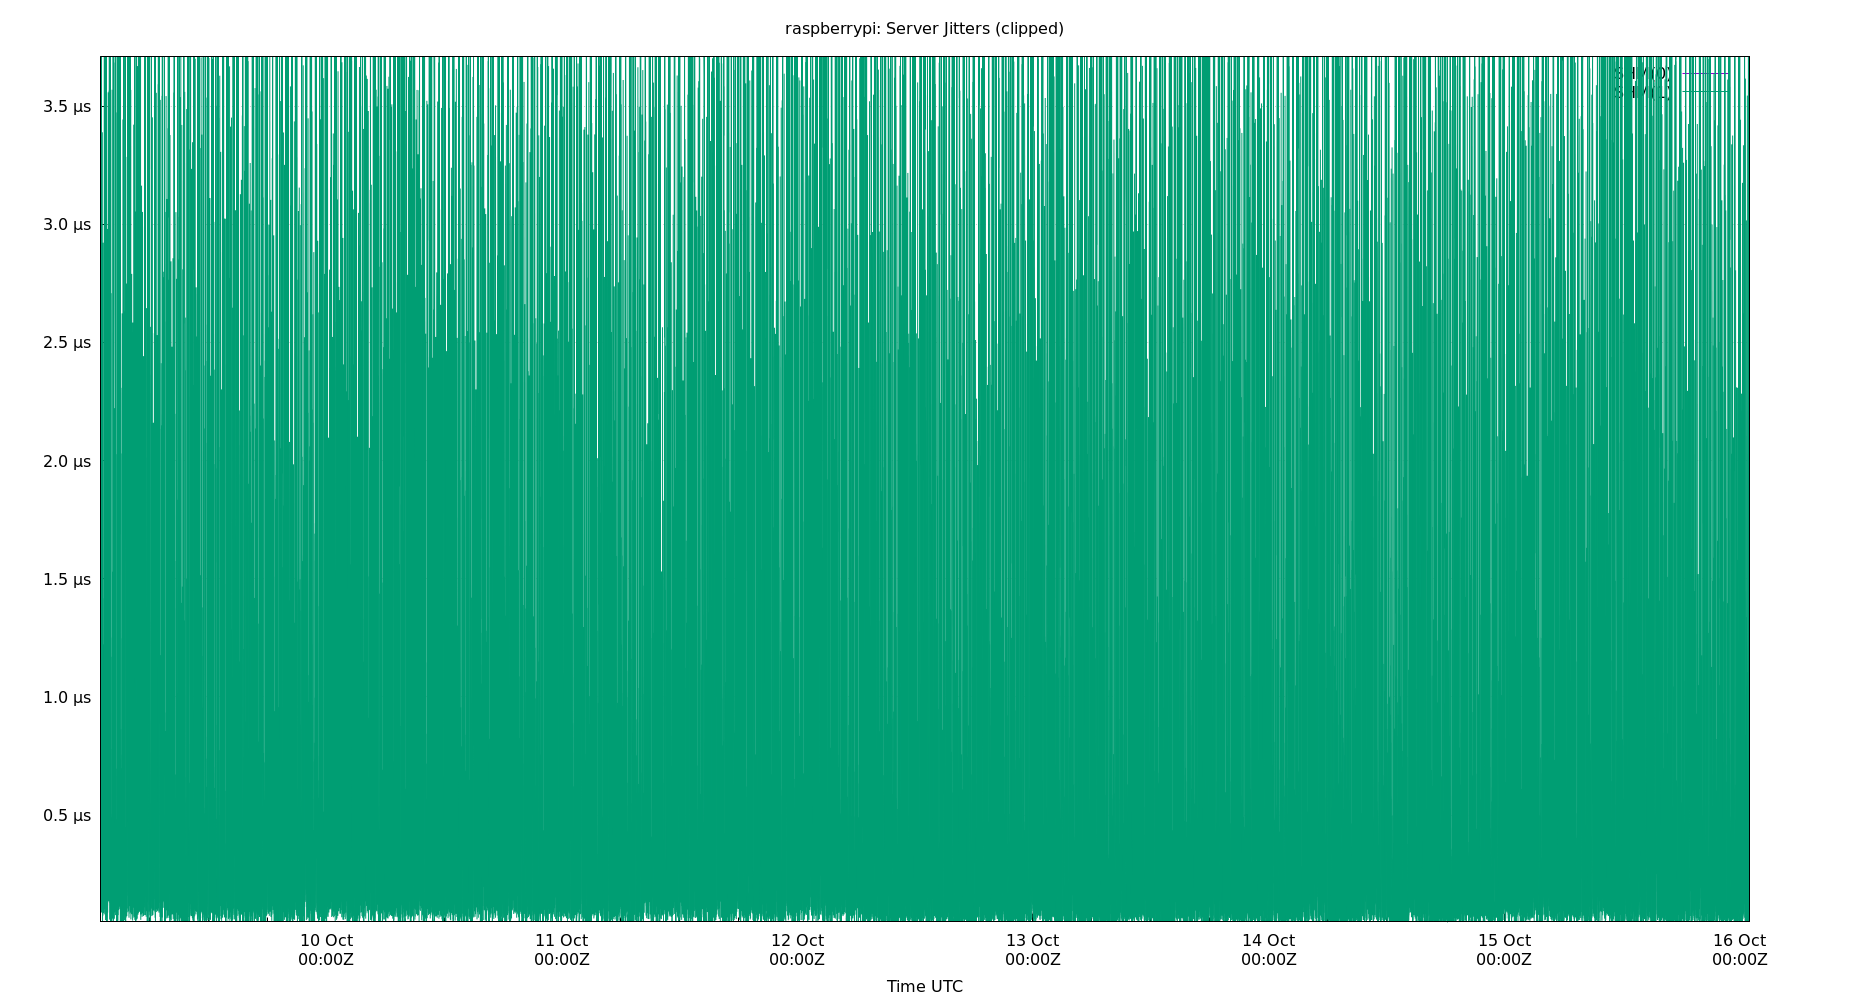 raspberrypi: Server Jitters (clipped)
SHM(0)
3.5 µs
3.0 µs
2.5 µs
2.0 µs
1.5 µs
1.0 µs
0.5 µs
10 Oct 11 Oct 12 Oct 13 Oct 14 Oct 15 Oct 16 Oct
00:00Z 00:00Z 00:00Z 00:00Z 00:00Z 00:00Z 00:00Z
Time UTC